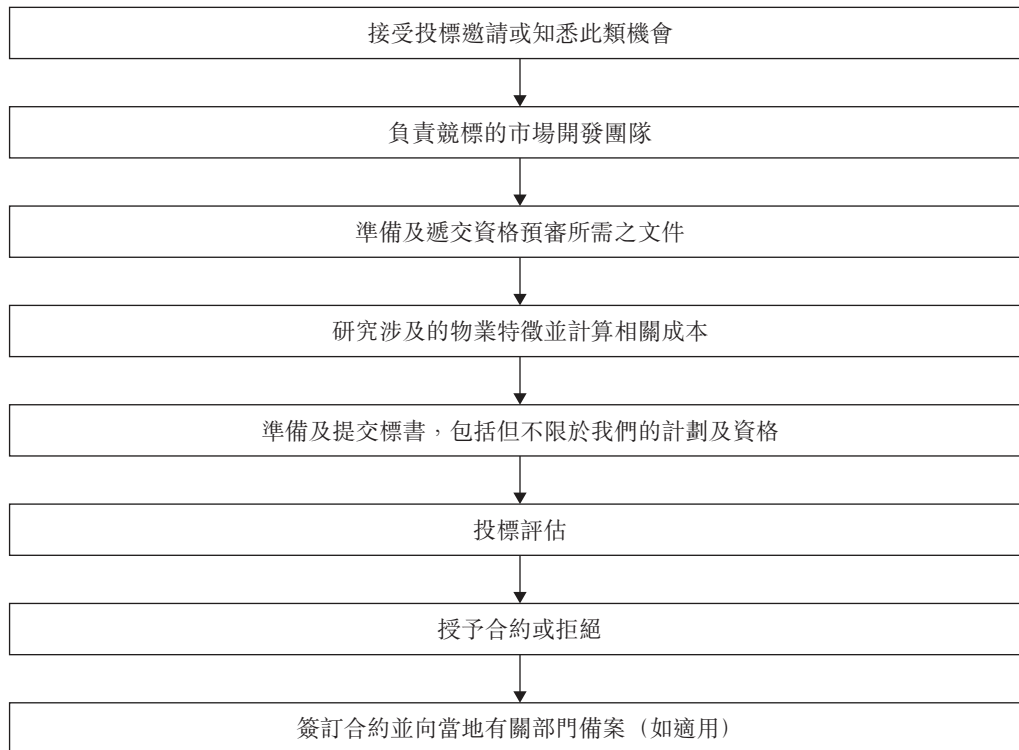 接受投標邀請或知悉此類機會
負責競標的市場開發團隊
準備及遞交資格預審所需之文件
研究涉及的物業特徵並計算相關成本
準備及提交標書，包括但不限於我們的計劃及資格
投標評估
授予合約或拒絕
簽訂合約並向當地有關部門備案（如適用）